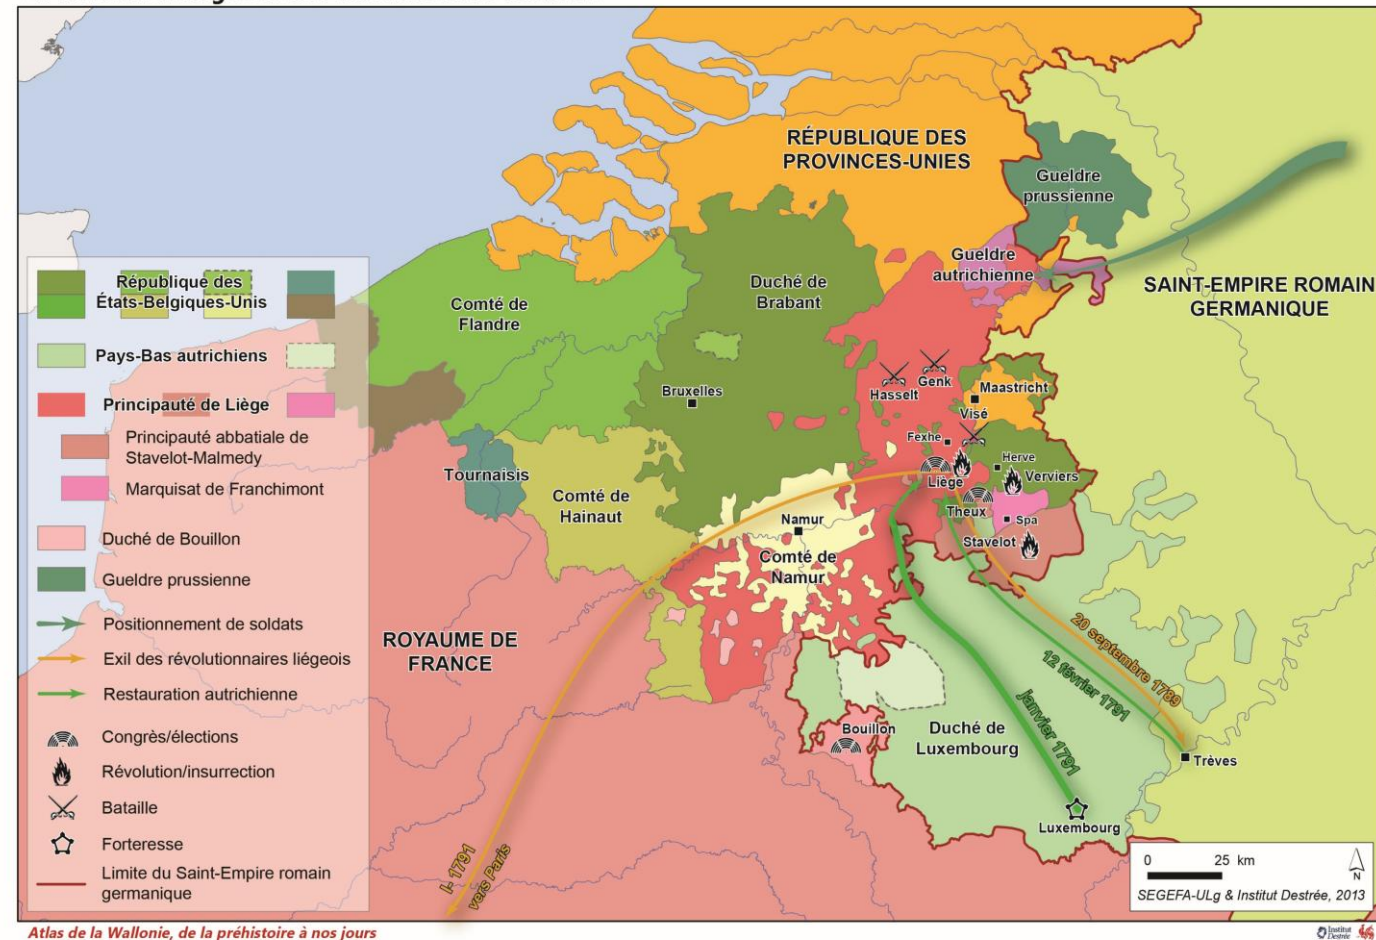 RÉPUBLIQUE DES
PROVINCES-UNIES
Gueldre
prussienne
Gueldre
autrichienne
SAINT-EMPIRE ROMAIN
GERMANIQUE
Duché de
Brabant
Comté de
Flandre
Bruxelles
Hasselt
Genk
Maastricht
Visé
Fexhe
Herve
Verviers
Liège
Theux
Spa
Stavelot
Tournaisis
Comté de
Hainaut
Namur
Comté de
Namur
ROYAUME DE
FRANCE
20 septembre 1789
12 février 1791
janvier 1791
Duché de
Luxembourg
Bouillon
Trèves
Luxembourg
I- 1791
vers Paris
République des
États-Belgiques-Unis
Pays-Bas autrichiens
Principauté de Liège
Principauté abbatiale de
Stavelot-Malmedy
Marquisat de Franchimont
Duché de Bouillon
Gueldre prussienne
Positionnement de soldats
Exil des révolutionnaires liégeois
Restauration autrichienne
Congrès/élections
Révolution/insurrection
Bataille
Forteresse
Limite du Saint-Empire romain
germanique
0 25 km
N
SEGEFA-ULg & Institut Destrée, 2013
Atlas de la Wallonie, de la préhistoire à nos jours
Institut
Destrée